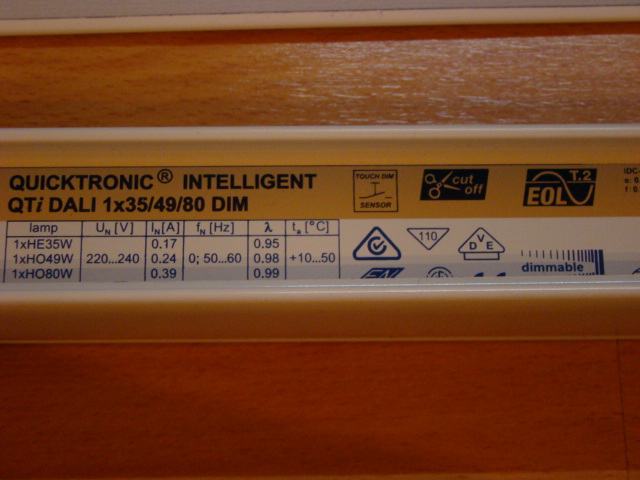 QUICKTRONIC® INTELLIGENT
QTi DALI 1x35/49/80 DIM
TOUCH DIM
SENSOR
cut
off
EOL T.2
IDC-
lamp U_N [V] I_N [A] f_N [Hz] λ t_a [°C]
1xHE35W 0.17 0.95
1xHO49W 220...240 0.24 0; 50...60 0.98 +10...50
1xHO80W 0.39 0.99
110
DVE
dimmable